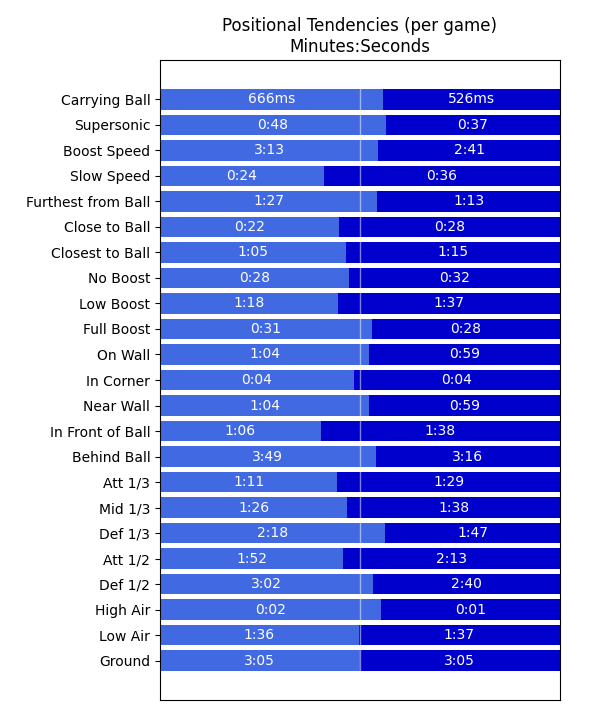 Positional Tendencies (per game)
Minutes:Seconds
Carrying Ball 666ms 526ms
Supersonic 0:48 0:37
Boost Speed 3:13 2:41
Slow Speed 0:24 0:36
Furthest from Ball 1:27 1:13
Close to Ball 0:22 0:28
Closest to Ball 1:05 1:15
No Boost 0:28 0:32
Low Boost 1:18 1:37
Full Boost 0:31 0:28
On Wall 1:04 0:59
In Corner 0:04 0:04
Near Wall 1:04 0:59
In Front of Ball 1:06 1:38
Behind Ball 3:49 3:16
Att 1/3 1:11 1:29
Mid 1/3 1:26 1:38
Def 1/3 2:18 1:47
Att 1/2 1:52 2:13
Def 1/2 3:02 2:40
High Air 0:02 0:01
Low Air 1:36 1:37
Ground 3:05 3:05